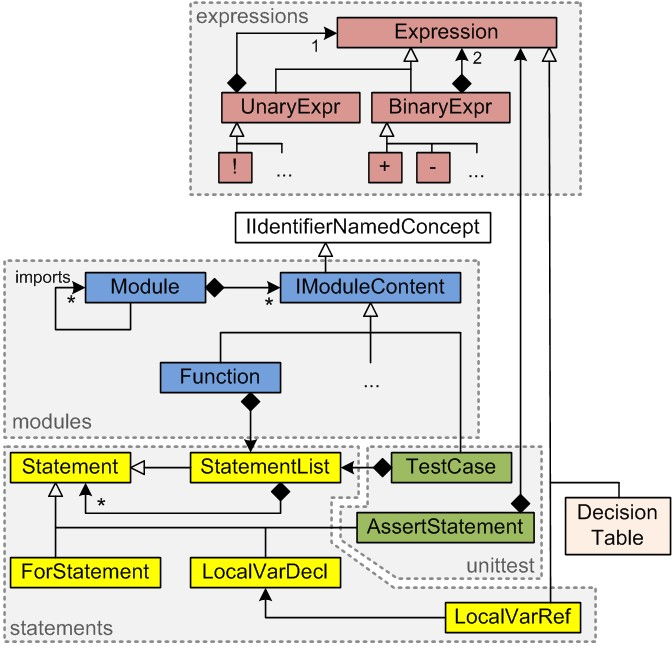 expressions
Expression
1
2
UnaryExpr
BinaryExpr
!
...
+
-
...
IIdentifierNamedConcept
imports
*
Module
*
IModuleContent
Function
...
modules
Statement
StatementList
TestCase
*
AssertStatement
Decision
Table
unittest
ForStatement
LocalVarDecl
LocalVarRef
statements